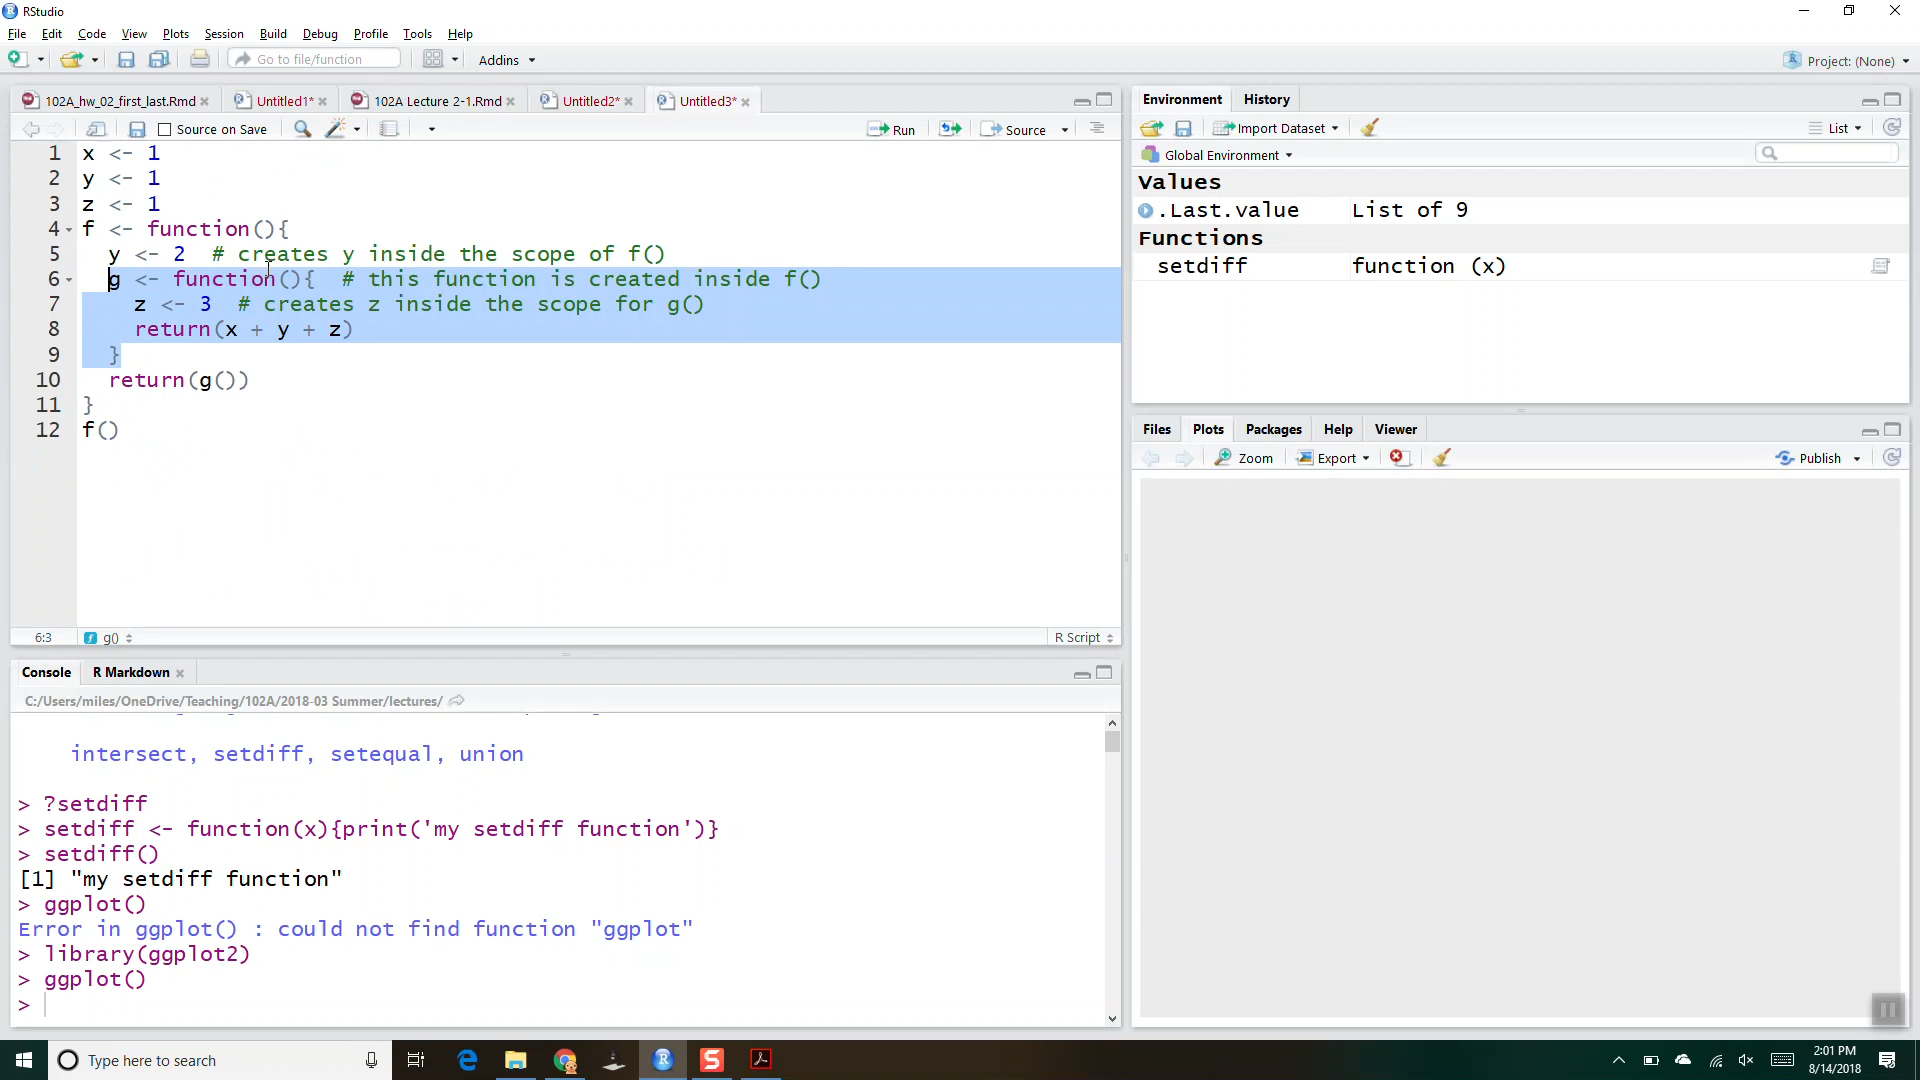 RStudio
File Edit Code View Plots Session Build Debug Profile Tools Help
Go to file/function Addins Project: (None)
102A_hw_02_first_last.Rmd Untitled1* 102A Lecture 2-1.Rmd Untitled2* Untitled3*
Source on Save Run Source
1 x <- 1
2 y <- 1
3 z <- 1
4 f <- function(){
5 y <- 2 # creates y inside the scope of f()
6 g <- function(){ # this function is created inside f()
7 z <- 3 # creates z inside the scope for g()
8 return(x + y + z)
9 }
10 return(g())
11 }
12 f()
6:3 g() R Script
Console R Markdown
C:/Users/miles/OneDrive/Teaching/102A/2018-03 Summer/lectures/
intersect, setdiff, setequal, union
> ?setdiff
> setdiff <- function(x){print('my setdiff function')}
> setdiff()
[1] "my setdiff function"
> ggplot()
Error in ggplot() : could not find function "ggplot"
> library(ggplot2)
> ggplot()
>
Environment History
Import Dataset List
Global Environment
Values
.Last.value List of 9
Functions
setdiff function (x)
Files Plots Packages Help Viewer
Zoom Export Publish
Type here to search
2:01 PM
8/14/2018